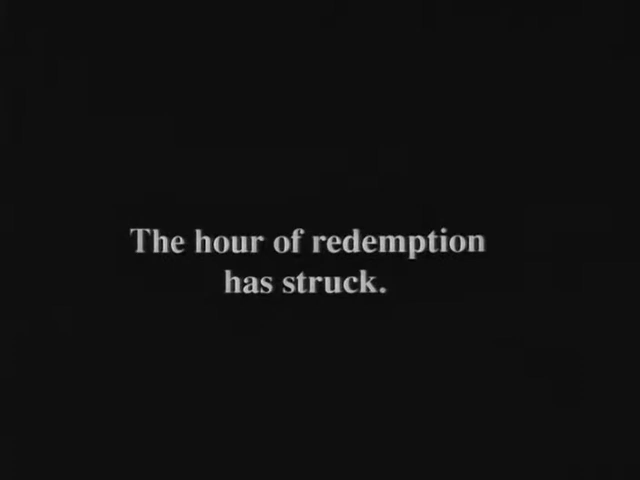 The hour of redemption
has struck.